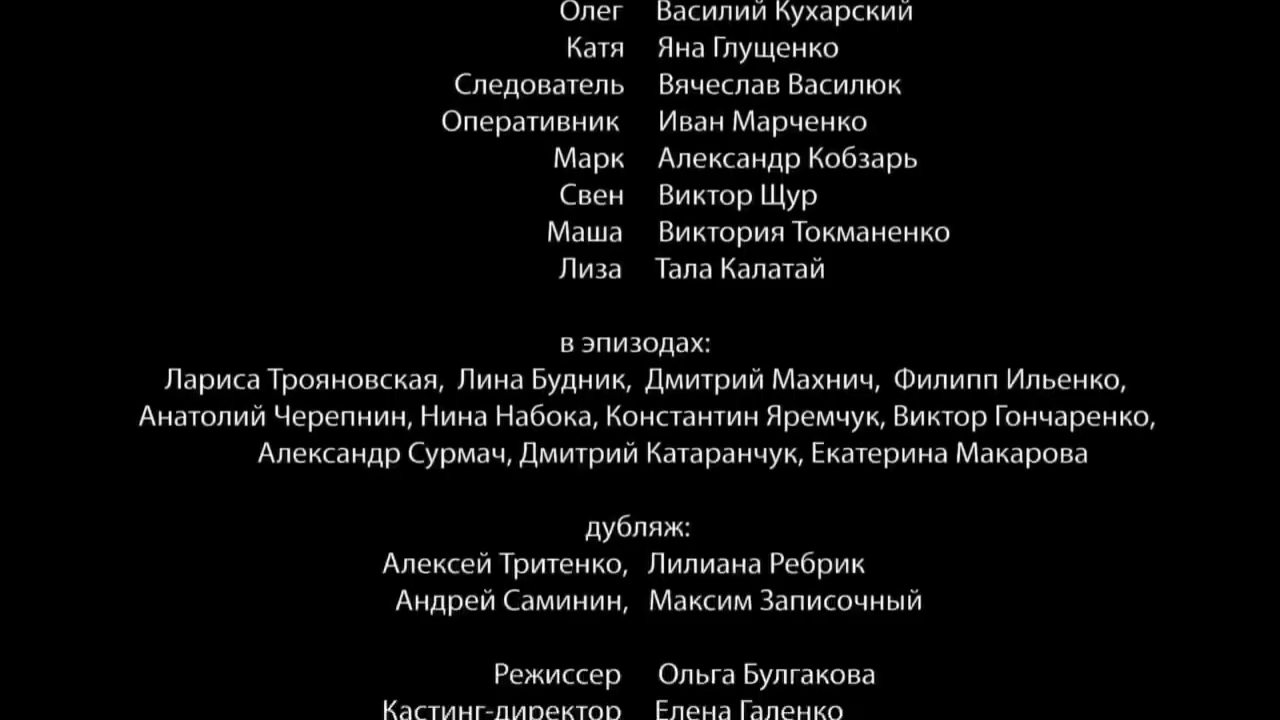 Олег Василий Кухарский
Катя Яна Глущенко
Следователь Вячеслав Василюк
Оперативник Иван Марченко
Марк Александр Кобзарь
Свен Виктор Щур
Маша Виктория Токманенко
Лиза Тала Калатай
в эпизодах:
Лариса Трояновская, Лина Будник, Дмитрий Махнич, Филипп Ильенко,
Анатолий Черепнин, Нина Набока, Константин Яремчук, Виктор Гончаренко,
Александр Сурмач, Дмитрий Катаранчук, Екатерина Макарова
дубляж:
Алексей Тритенко, Лилиана Ребрик
Андрей Саминин, Максим Записочный
Режиссер Ольга Булгакова
Кастинг-директор Елена Галенко